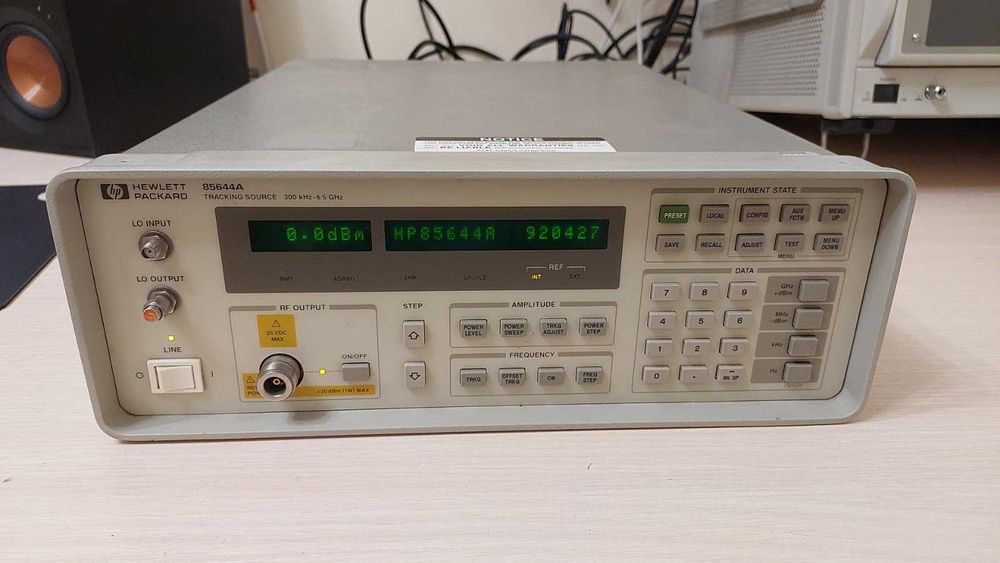 NOTICE
hp HEWLETT PACKARD
85644A
TRACKING SOURCE 300 kHz-6.5 GHz
INSTRUMENT STATE
LO INPUT
0.0dBm HP85644A 920427
PRESET LOCAL CONFIG AUX FCTN MENU UP
SAVE RECALL ADJUST TEST MENU DOWN
MENU
REF
RMT ADRSD ERR UNLVLD INT EXT
LO OUTPUT
DATA
7 8 9 GHz +dBm
4 5 6 MHz -dBm
1 2 3 kHz
0 . - BK SP Hz
ENTER
RF OUTPUT
25 VDC MAX
ON/OFF
+30dBm (1W) MAX
STEP
AMPLITUDE
POWER LEVEL POWER SWEEP TRKG ADJUST POWER STEP
FREQUENCY
TRKG OFFSET TRKG CW FREQ STEP
LINE
O I